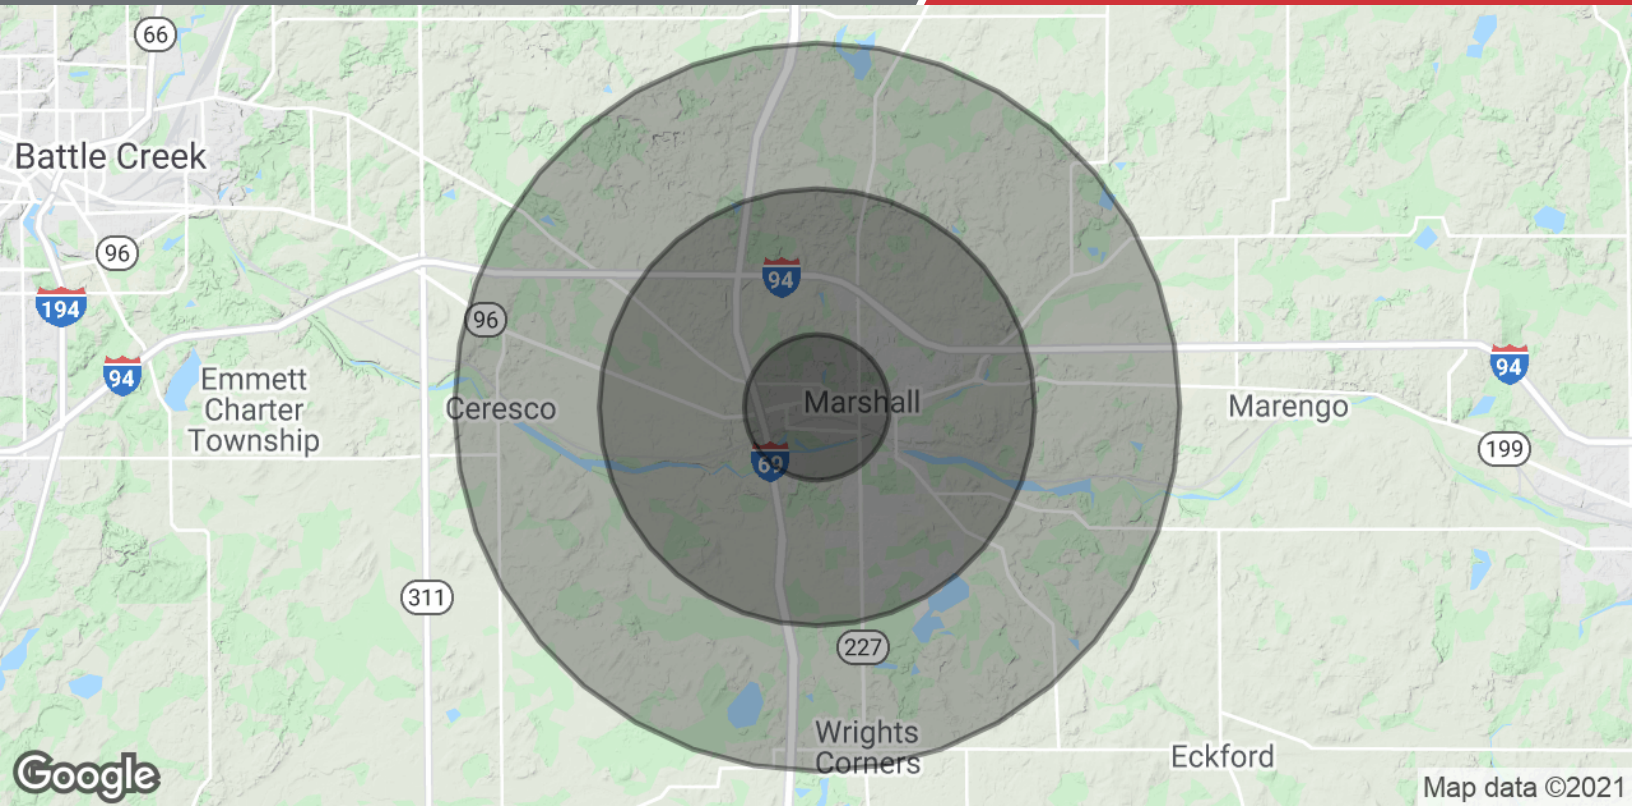 66
Battle Creek
96
94
194
96
94
94
Emmett
Charter
Township
Ceresco
Marshall
Marengo
199
69
311
227
Wrights
Corners
Eckford
Google
Map data ©2021